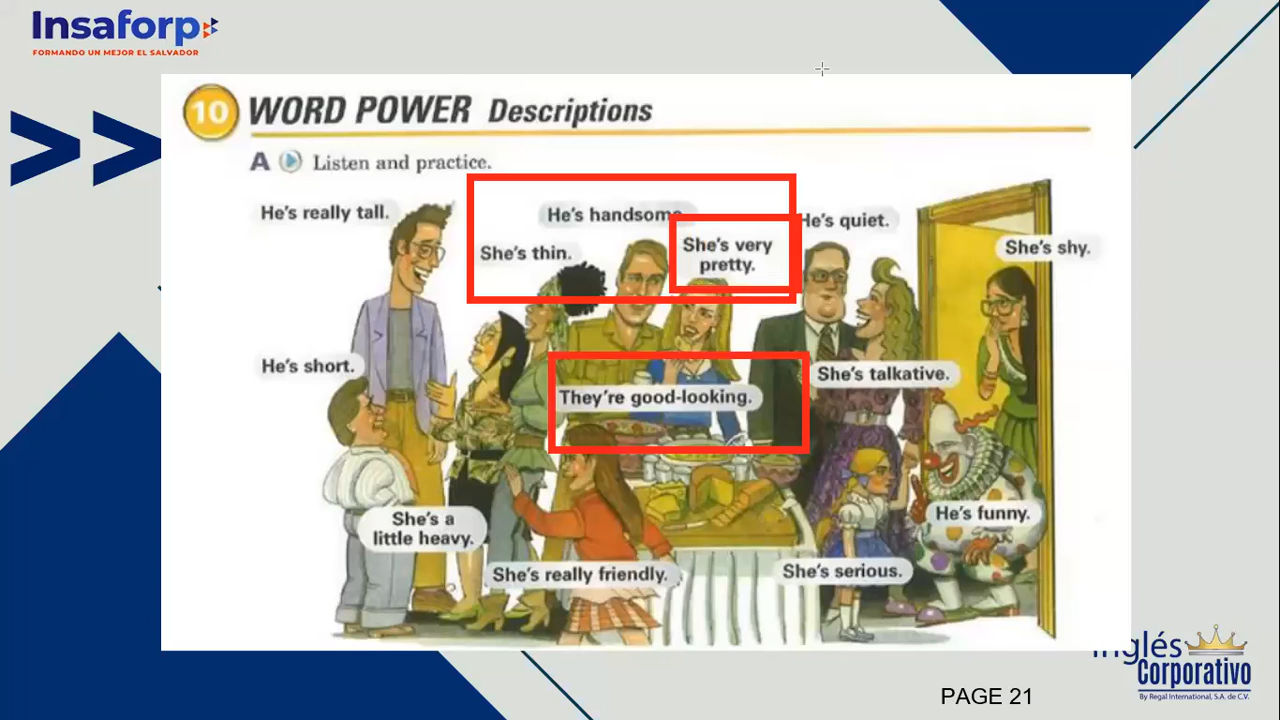 Insaforp
FORMANDO UN MEJOR EL SALVADOR
10 WORD POWER Descriptions
A Listen and practice.
He's really tall.
He's handsome.
He's quiet.
She's thin.
She's very
pretty.
She's shy.
He's short.
They're good-looking.
She's talkative.
She's a
little heavy.
He's funny.
She's really friendly.
She's serious.
Inglés
Corporativo
By Regal International, S.A. de C.V.
PAGE 21